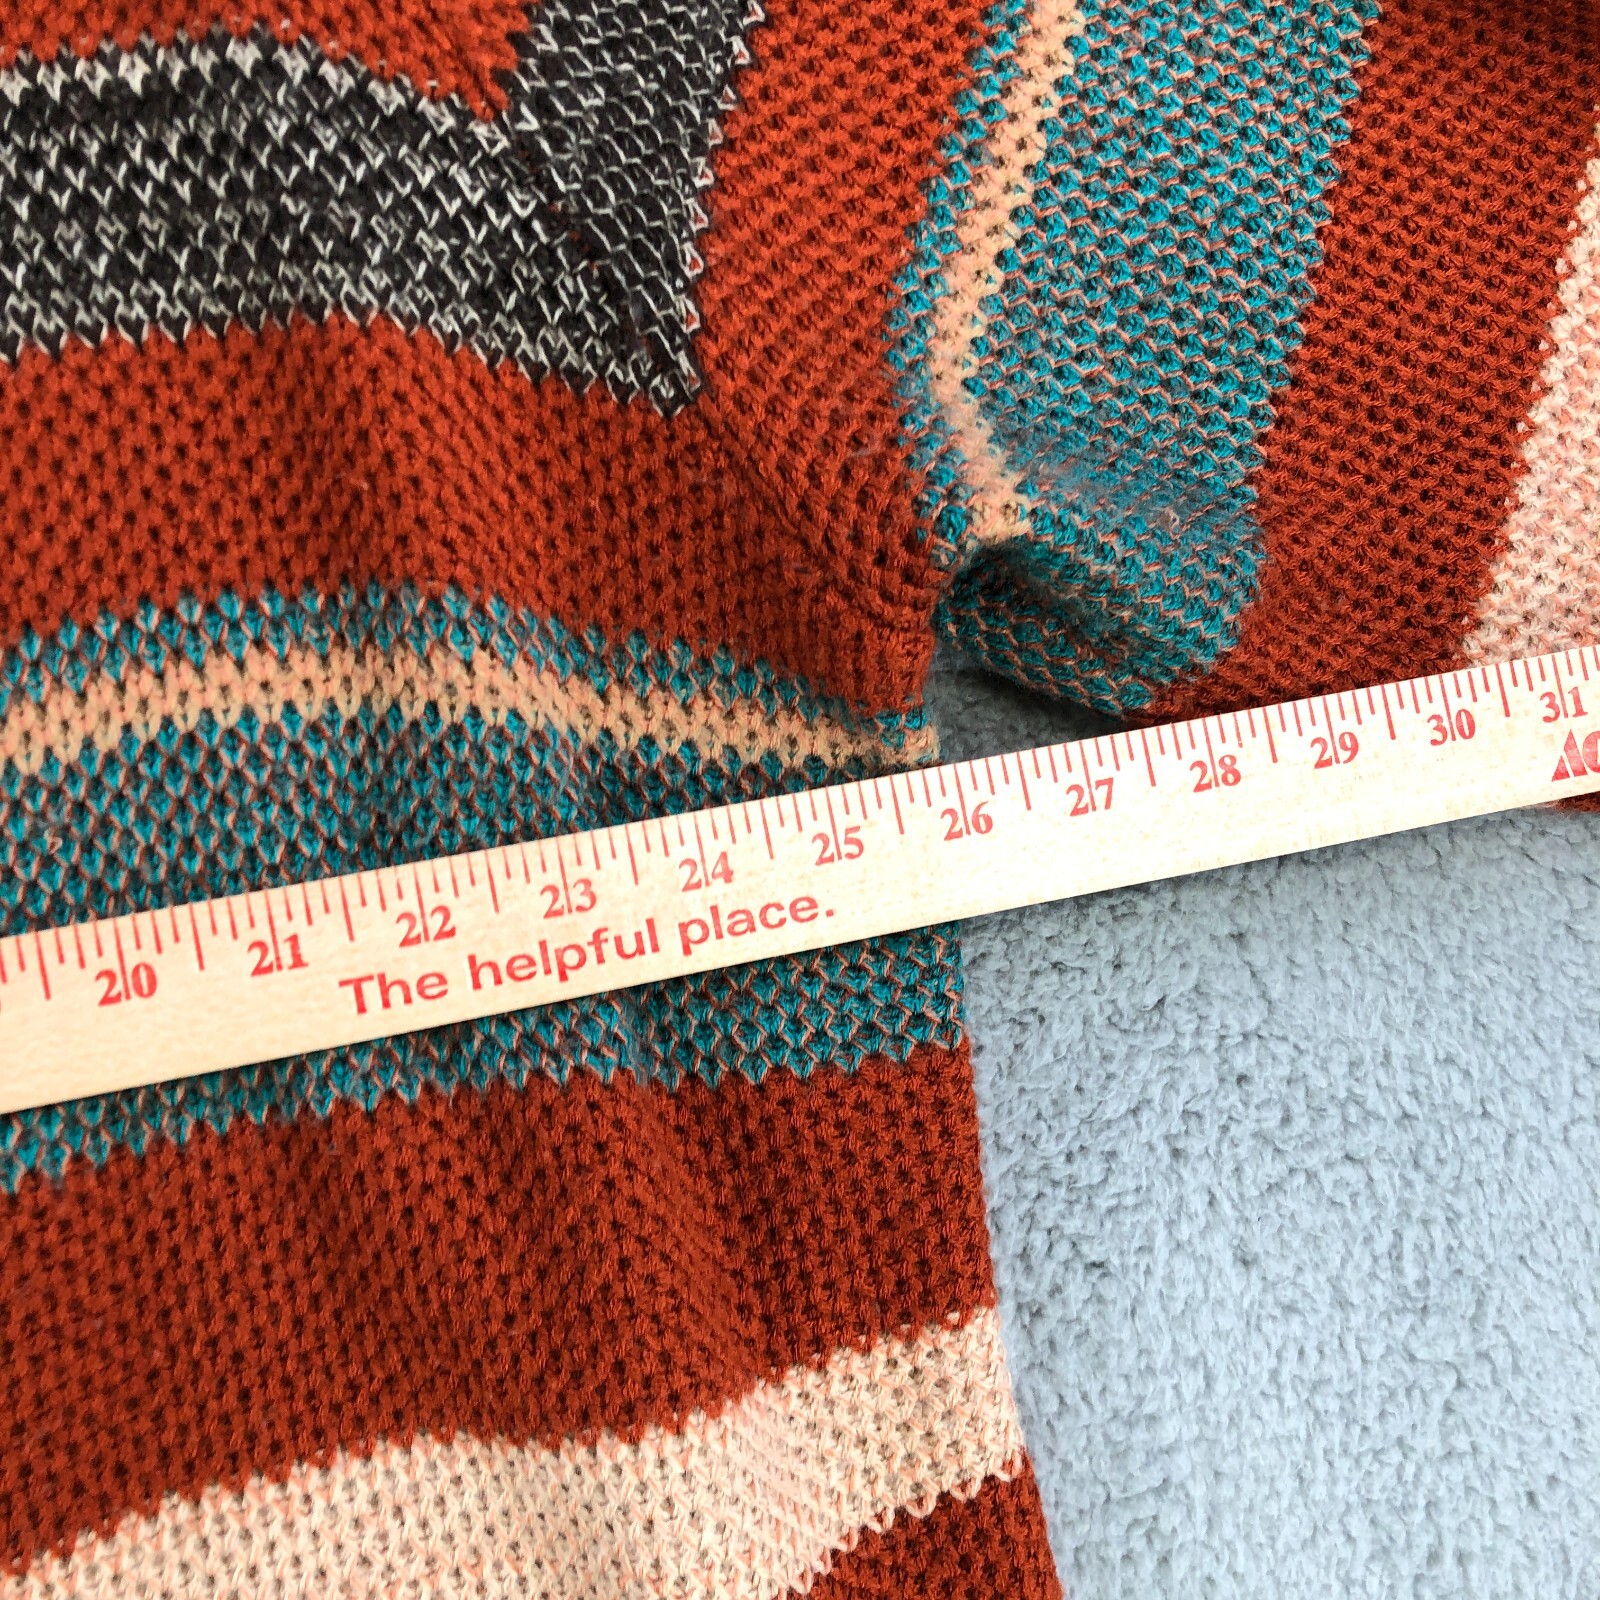 20 21 22 23 24 25 26 27 28 29 30 31
The helpful place.